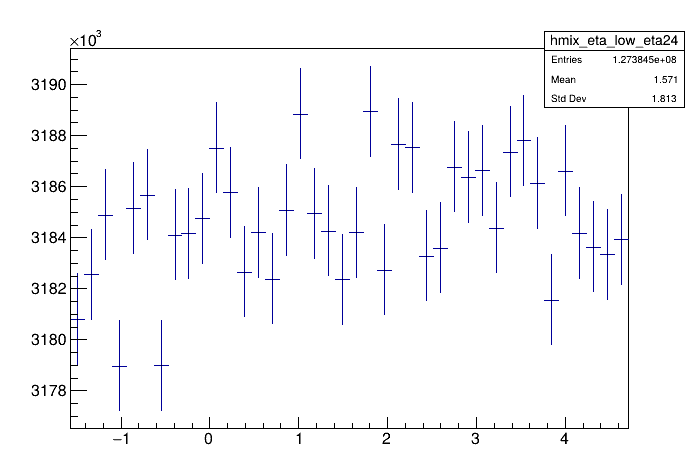 ×10³
hmix_eta_low_eta24
Entries 1.273845e+08
Mean 1.571
Std Dev 1.813
3190
3188
3186
3184
3182
3180
3178
−1 0 1 2 3 4